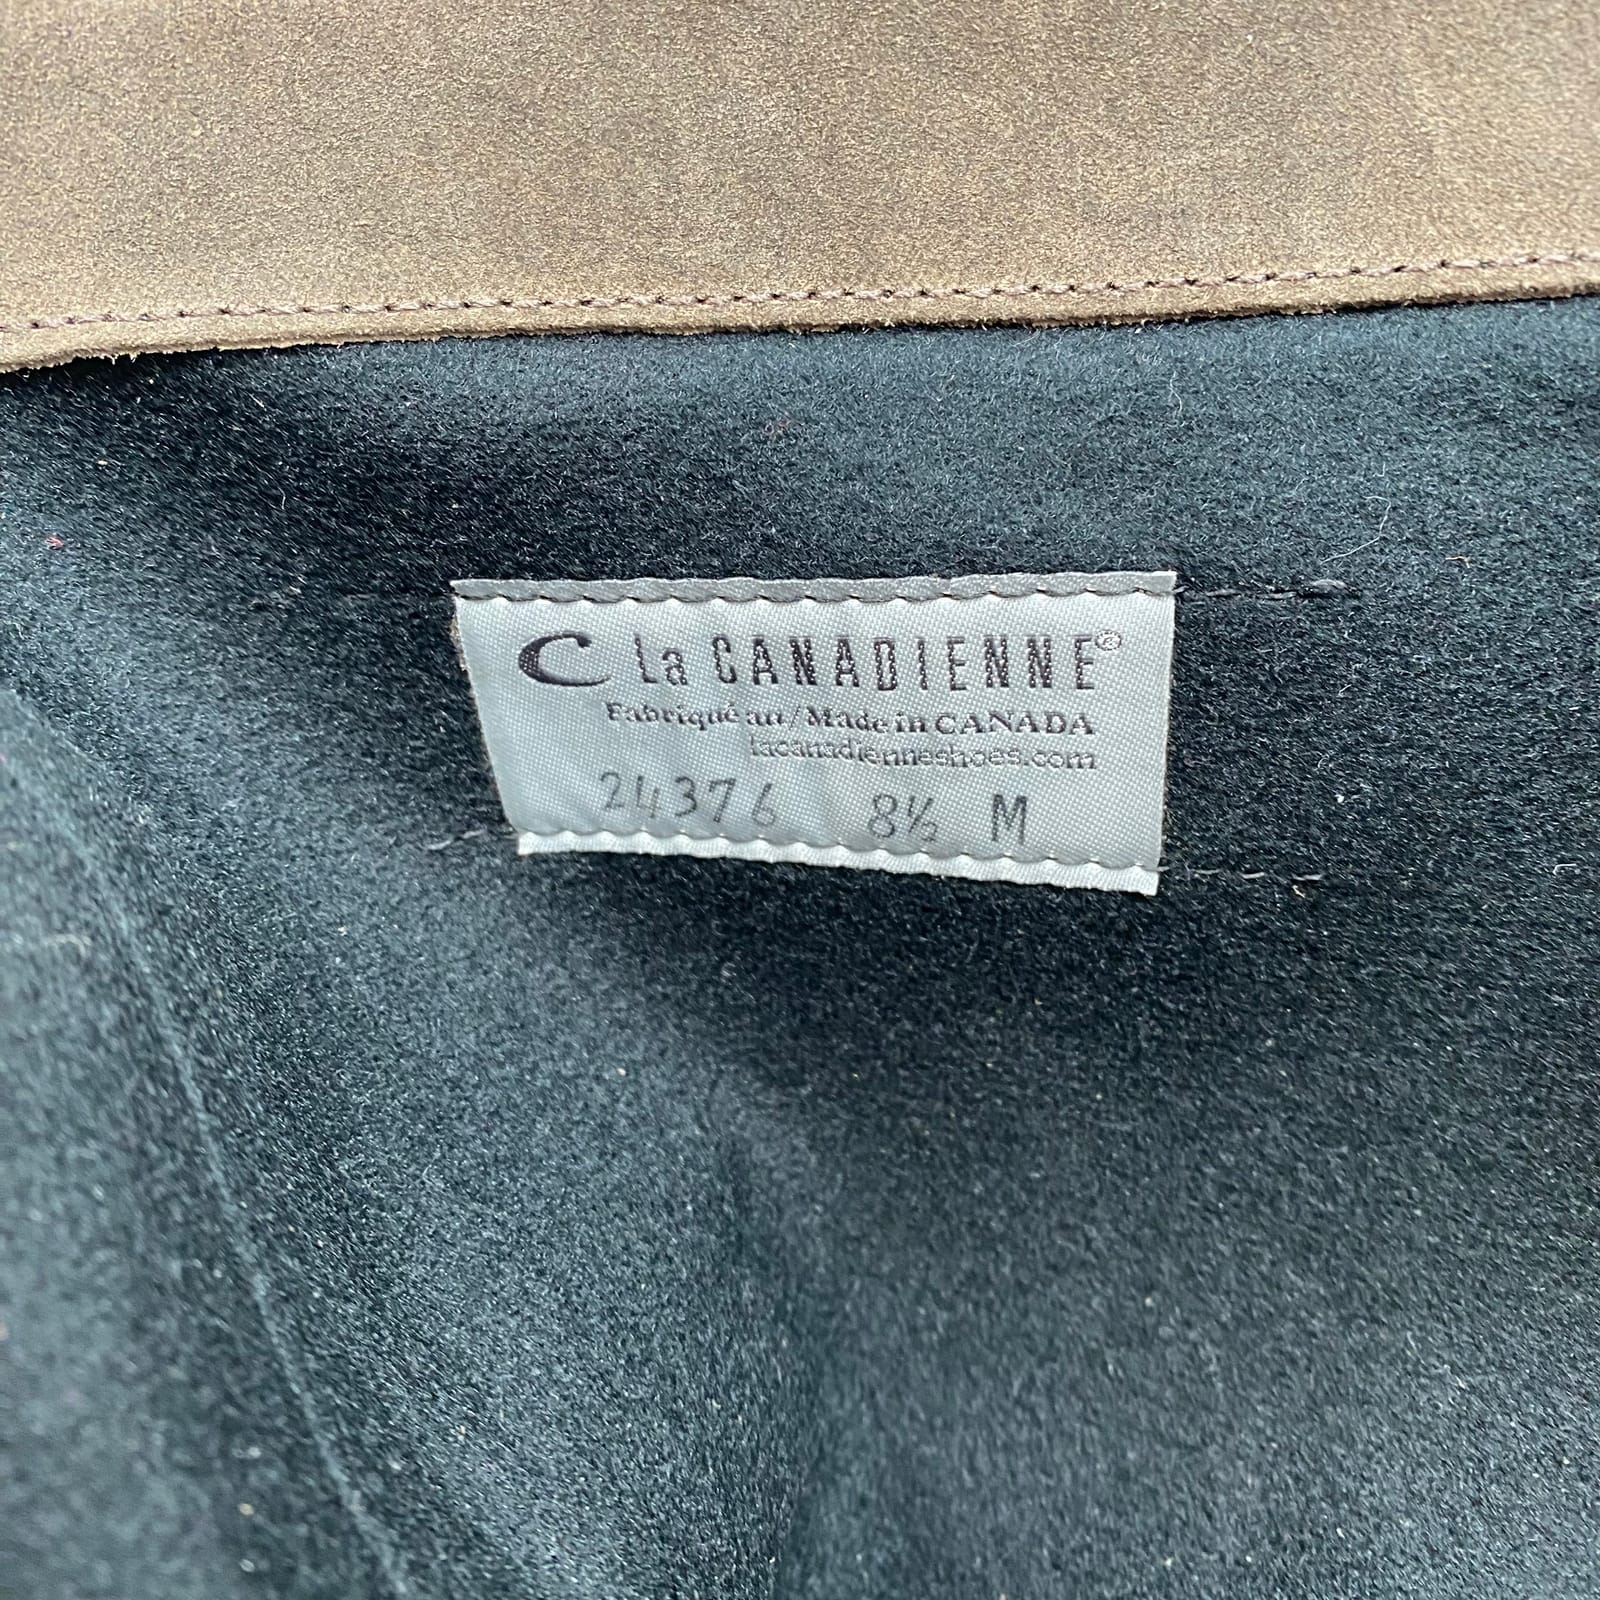 C La CANADIENNE®
Fabriqué au/Made in CANADA
lacanadienneshoes.com
24376 8½ M